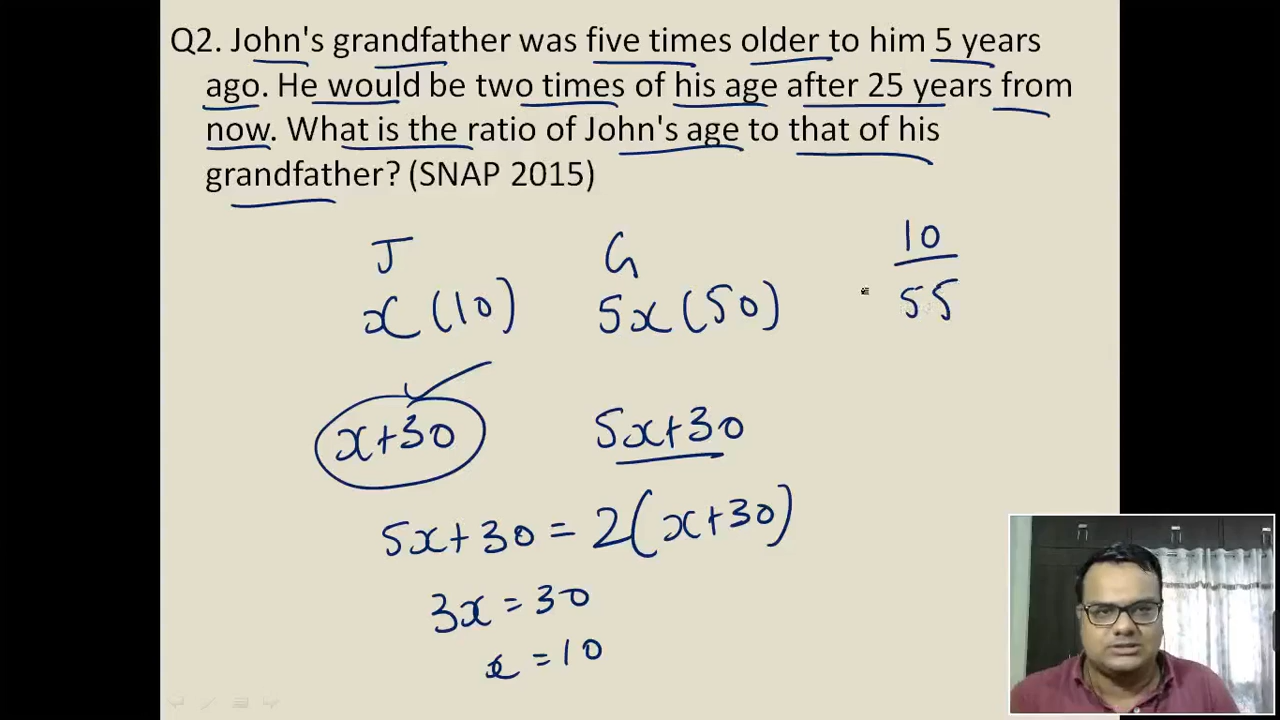 Q2. John's grandfather was five times older to him 5 years
ago. He would be two times of his age after 25 years from
now. What is the ratio of John's age to that of his
grandfather? (SNAP 2015)
J G 10
x (10) 5x (50) 55
x+30 5x+30
5x+30 = 2(x+30)
3x = 30
x = 10